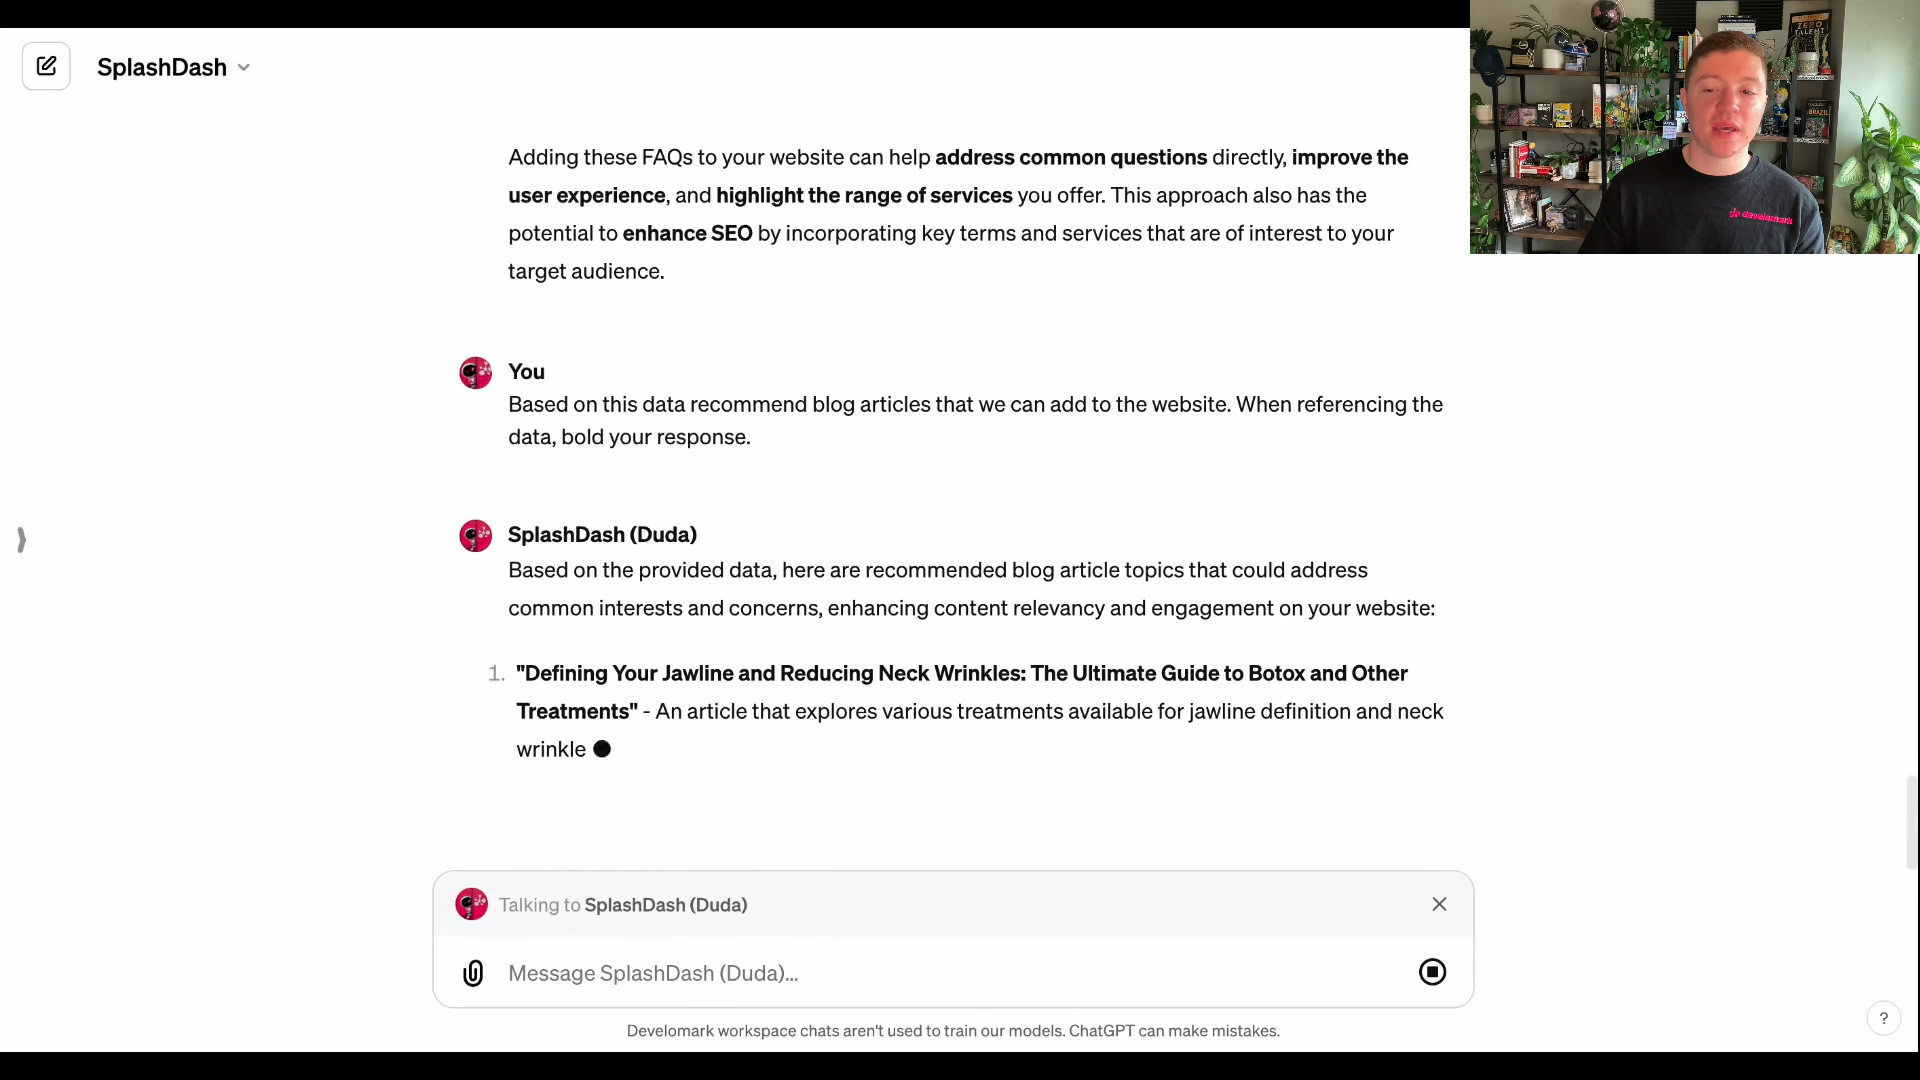 SplashDash
Adding these FAQs to your website can help address common questions directly, improve the
user experience, and highlight the range of services you offer. This approach also has the
potential to enhance SEO by incorporating key terms and services that are of interest to your
target audience.
You
Based on this data recommend blog articles that we can add to the website. When referencing the
data, bold your response.
SplashDash (Duda)
Based on the provided data, here are recommended blog article topics that could address
common interests and concerns, enhancing content relevancy and engagement on your website:
1. "Defining Your Jawline and Reducing Neck Wrinkles: The Ultimate Guide to Botox and Other
Treatments" - An article that explores various treatments available for jawline definition and neck
wrinkle
Talking to SplashDash (Duda)
Message SplashDash (Duda)...
Develomark workspace chats aren't used to train our models. ChatGPT can make mistakes.
?
ZERO
TALENT
BRAZIL
develomark